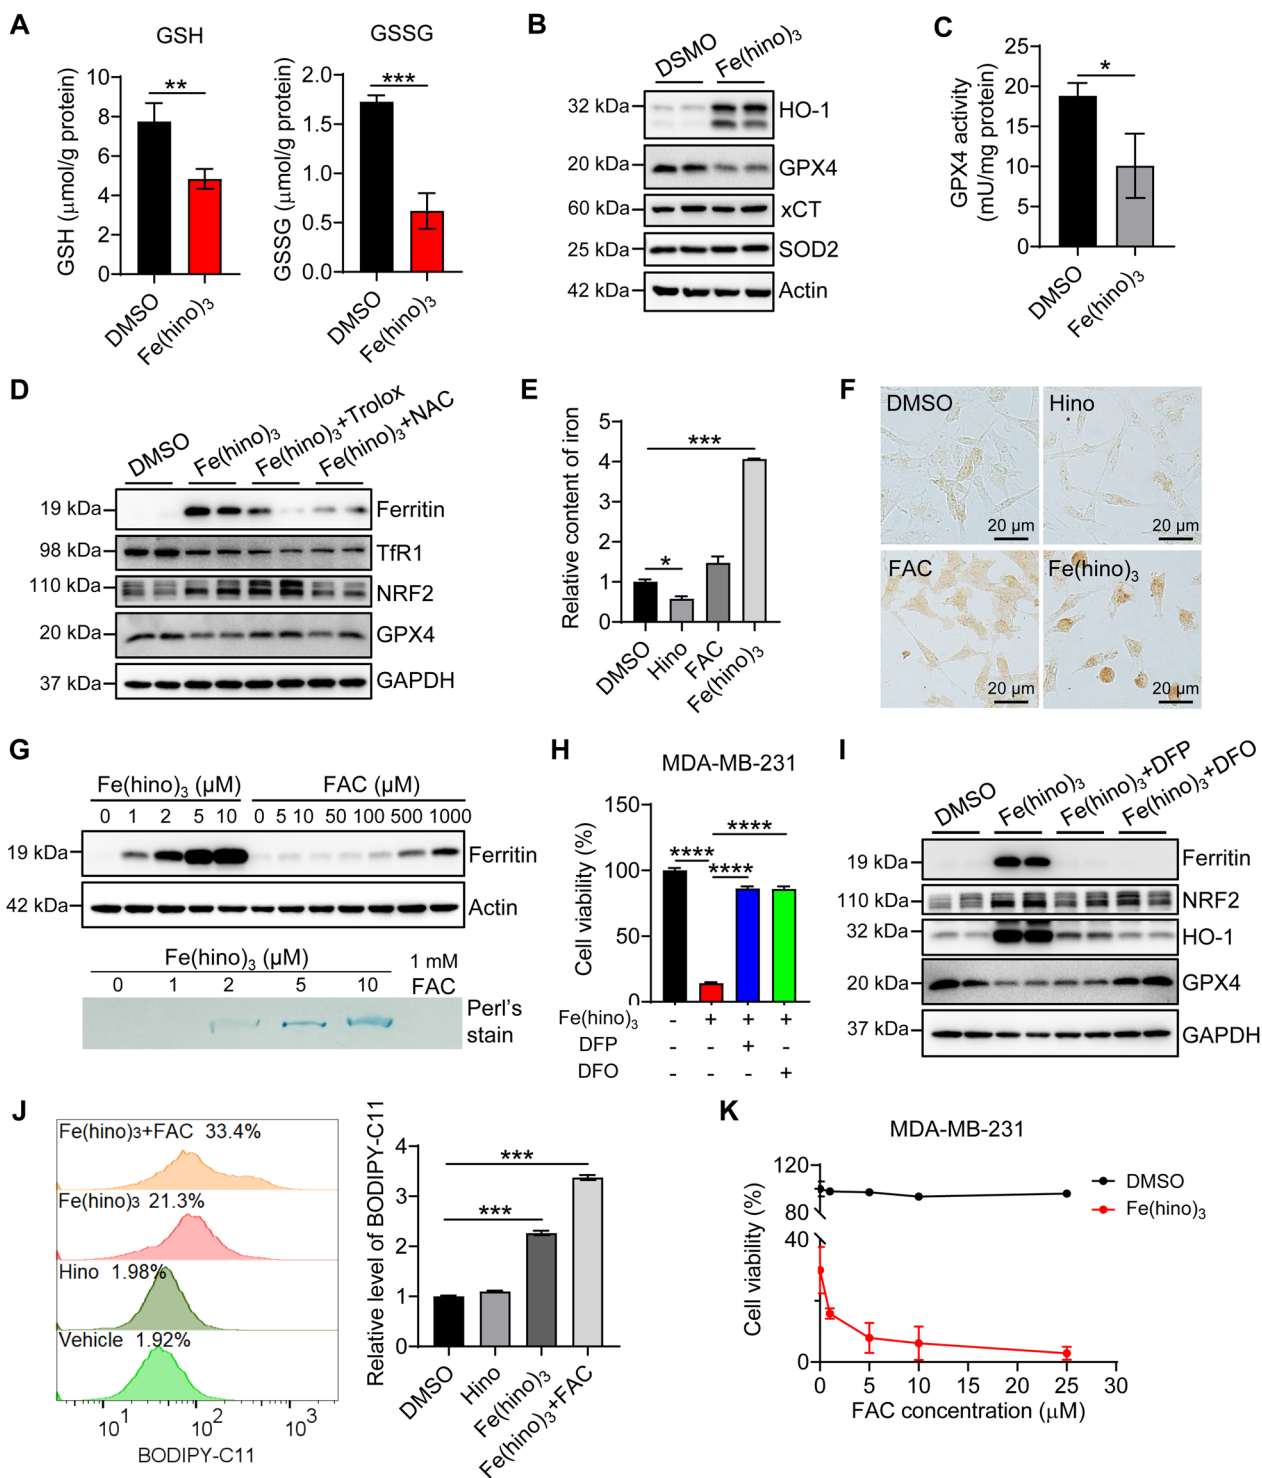 A
GSH
GSH (μmol/g protein)
10
8
6
4
2
0
**
DMSO
Fe(hino)3
GSSG
GSSG (μmol/g protein)
2.0
1.5
1.0
0.5
0.0
***
DMSO
Fe(hino)3
B
DSMO
Fe(hino)3
32 kDa
HO-1
20 kDa
GPX4
60 kDa
xCT
25 kDa
SOD2
42 kDa
Actin
C
GPX4 activity
(mU/mg protein)
25
20
15
10
5
0
*
DMSO
Fe(hino)3
D
DMSO
Fe(hino)3
Fe(hino)3+Trolox
Fe(hino)3+NAC
19 kDa
Ferritin
98 kDa
TfR1
110 kDa
NRF2
20 kDa
GPX4
37 kDa
GAPDH
E
Relative content of iron
5
4
3
2
1
0
***
*
DMSO
Hino
FAC
Fe(hino)3
F
DMSO
20 μm
Hino
20 μm
FAC
20 μm
Fe(hino)3
20 μm
G
Fe(hino)3 (μM) FAC (μM)
0 1 2 5 10 0 5 10 50 100 500 1000
19 kDa
Ferritin
42 kDa
Actin
Fe(hino)3 (μM)
0 1 2 5 10
1 mM
FAC
Perl's
stain
H
MDA-MB-231
Cell viability (%)
150
100
50
0
****
****
****
Fe(hino)3 - + + +
DFP - - + -
DFO - - - +
I
DMSO
Fe(hino)3
Fe(hino)3+DFP
Fe(hino)3+DFO
19 kDa
Ferritin
110 kDa
NRF2
32 kDa
HO-1
20 kDa
GPX4
37 kDa
GAPDH
J
Fe(hino)3+FAC 33.4%
Fe(hino)3 21.3%
Hino 1.98%
Vehicle 1.92%
10^1 10^2 10^3
BODIPY-C11
Relative level of BODIPY-C11
4
3
2
1
0
***
***
DMSO
Hino
Fe(hino)3
Fe(hino)3+FAC
K
MDA-MB-231
Cell viability (%)
120
80
40
0
DMSO
Fe(hino)3
0 5 10 15 20 25 30
FAC concentration (μM)